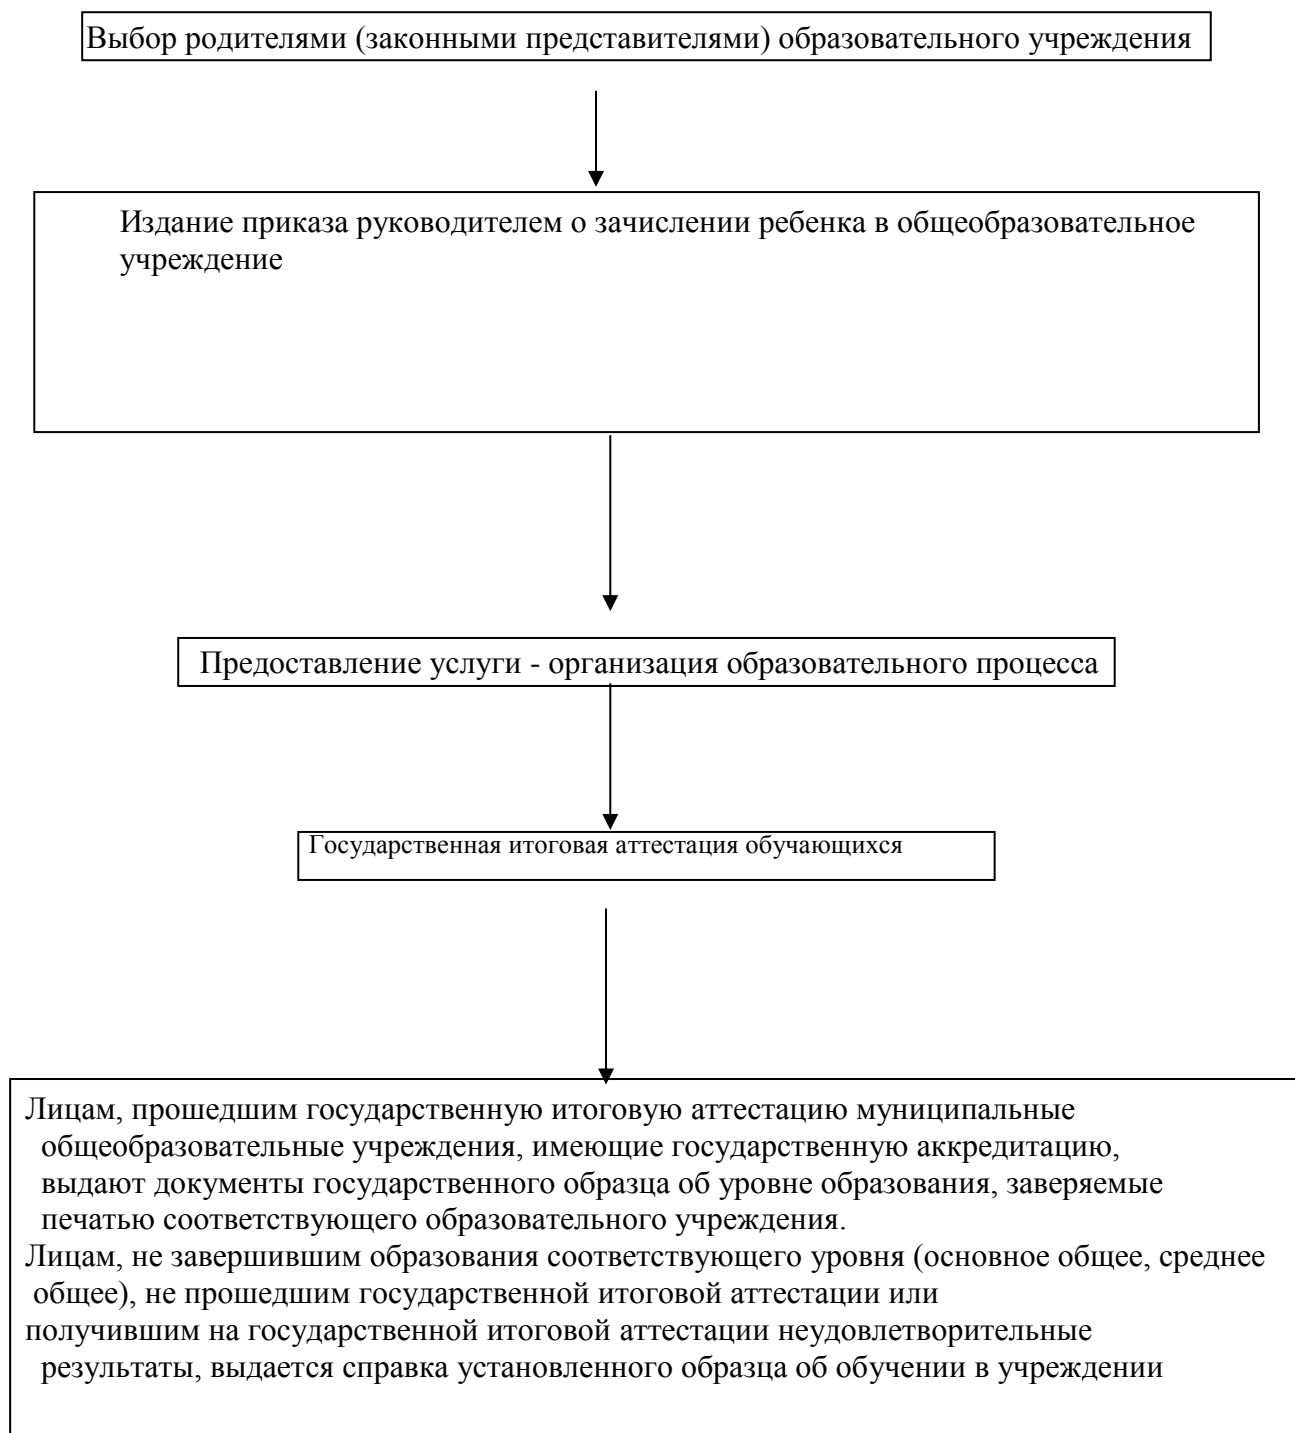 Выбор родителями (законными представителями) образовательного учреждения
Издание приказа руководителем о зачислении ребенка в общеобразовательное
учреждение
Предоставление услуги - организация образовательного процесса
Государственная итоговая аттестация обучающихся
Лицам, прошедшим государственную итоговую аттестацию муниципальные
общеобразовательные учреждения, имеющие государственную аккредитацию,
выдают документы государственного образца об уровне образования, заверяемые
печатью соответствующего образовательного учреждения.
Лицам, не завершившим образования соответствующего уровня (основное общее, среднее
общее), не прошедшим государственной итоговой аттестации или
получившим на государственной итоговой аттестации неудовлетворительные
результаты, выдается справка установленного образца об обучении в учреждении